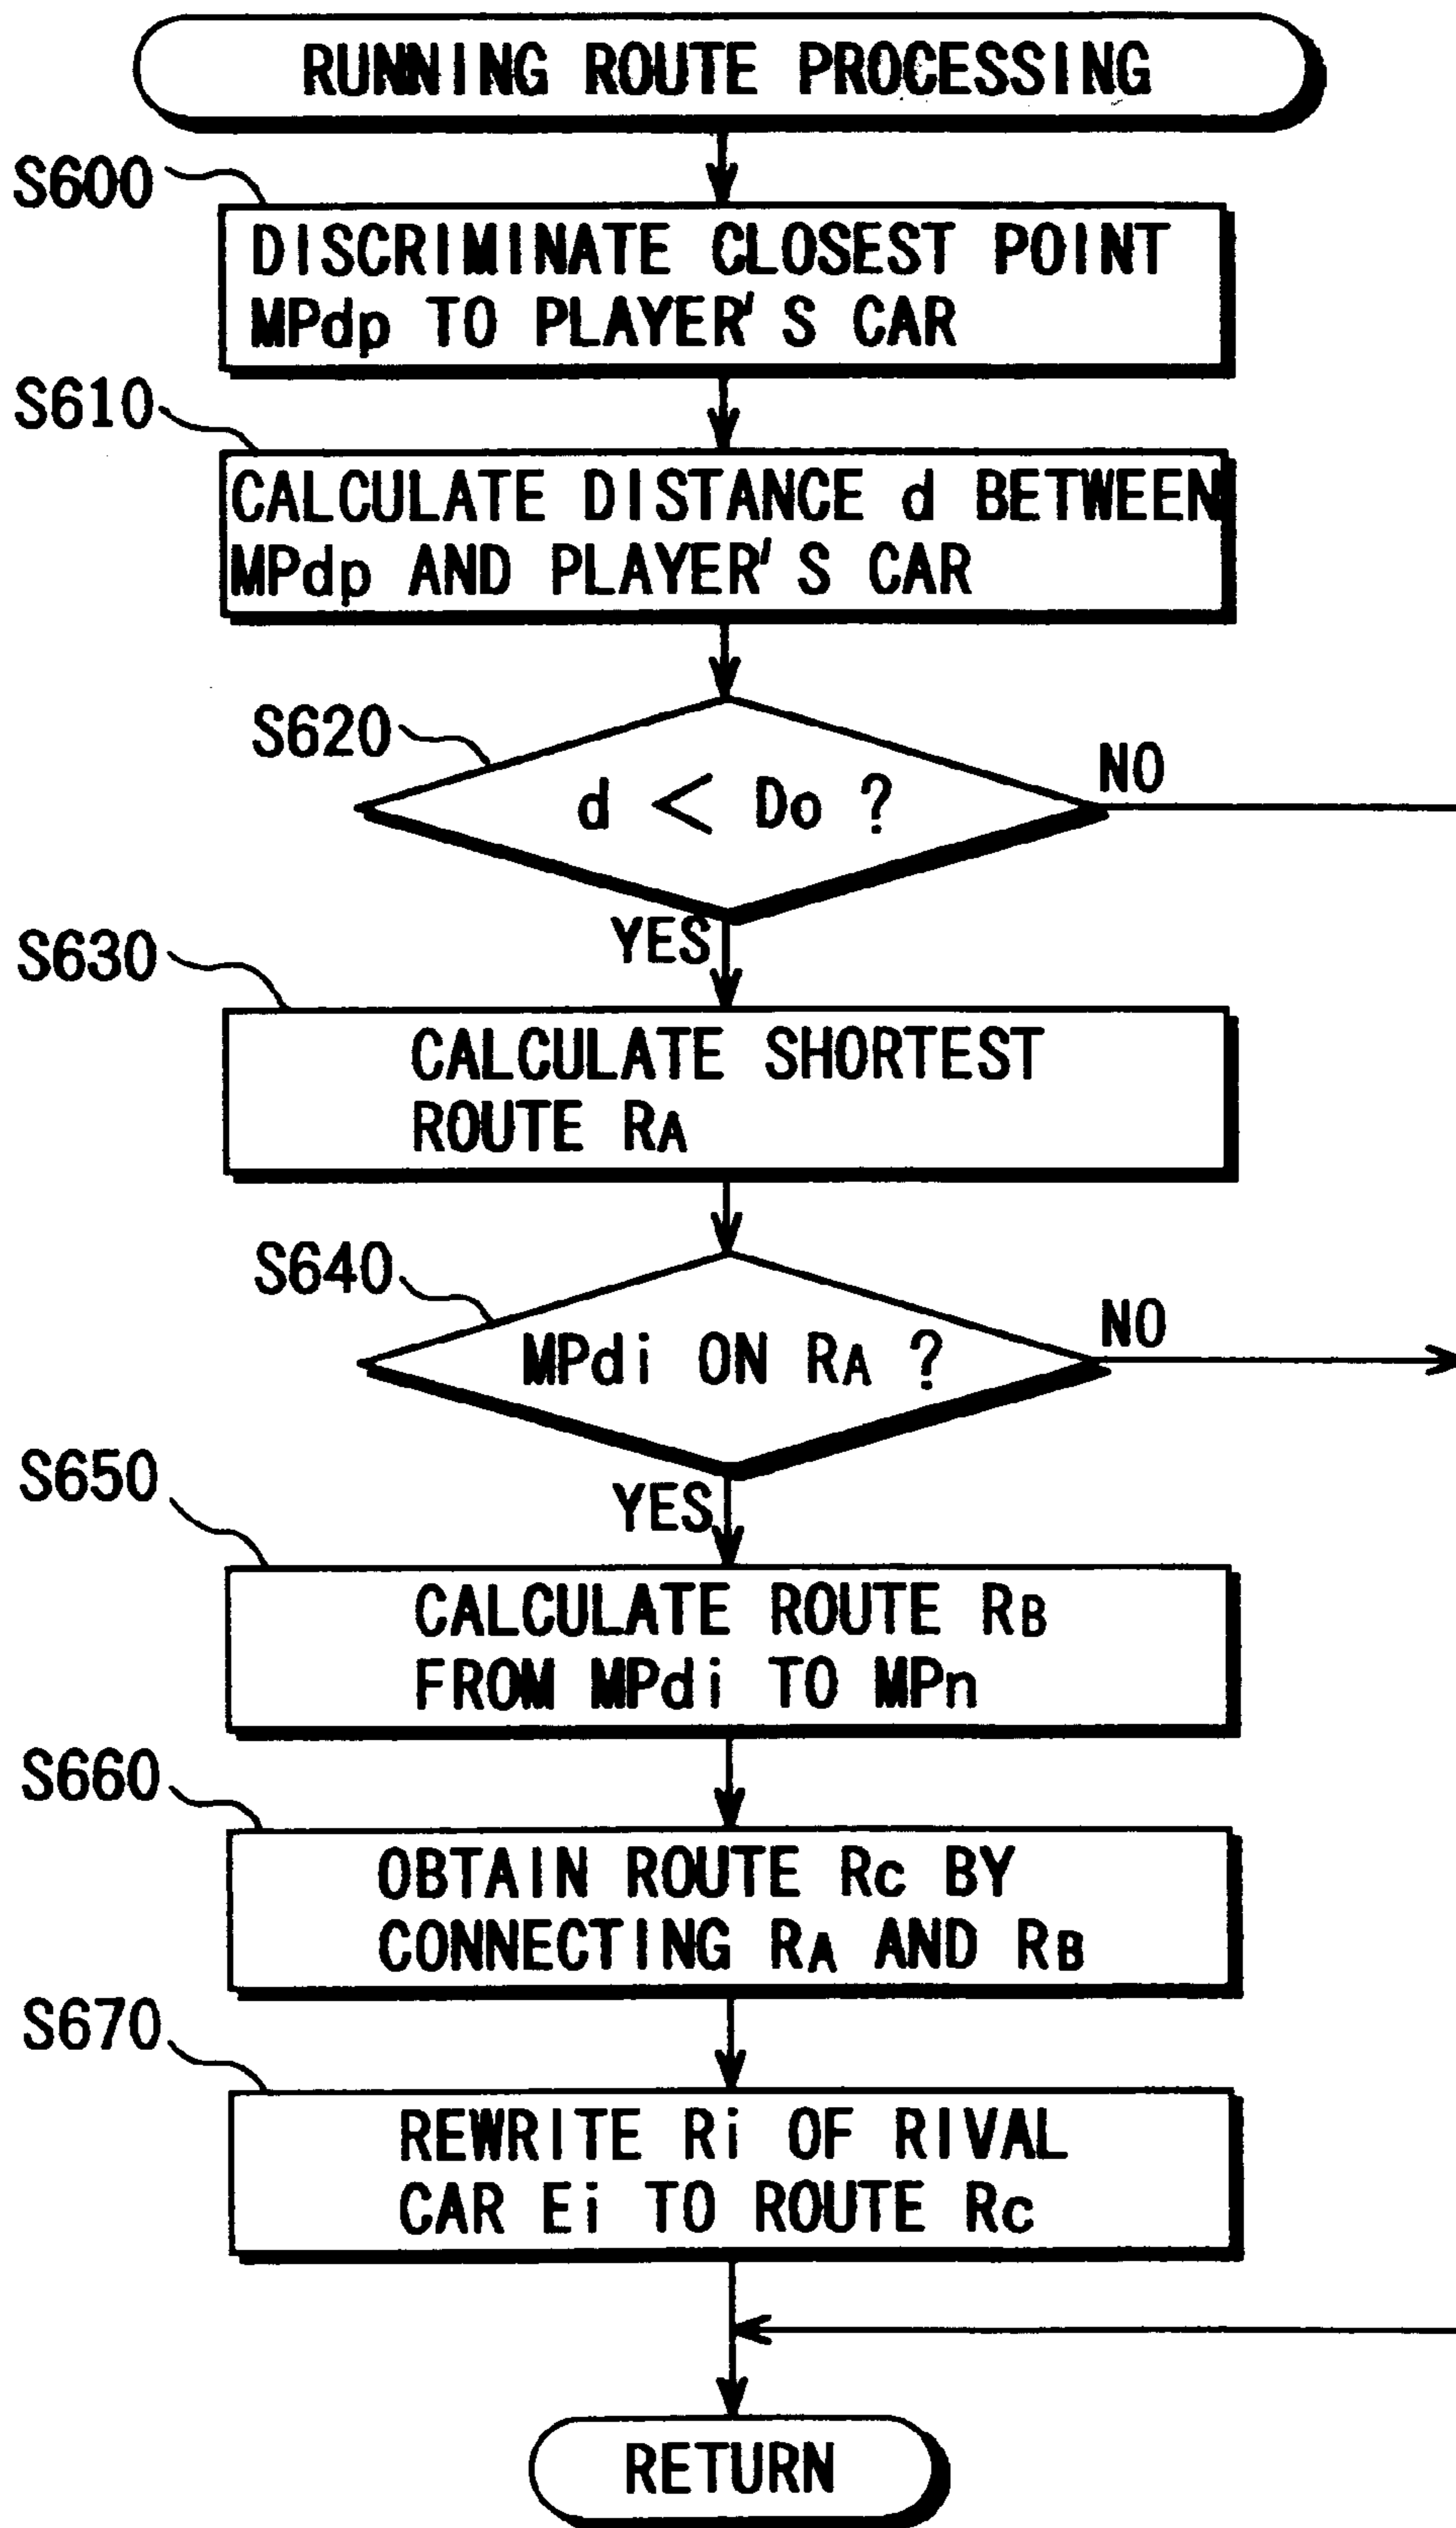 RUNNING ROUTE PROCESSING
S600
DISCRIMINATE CLOSEST POINT
MPdp TO PLAYER'S CAR
S610
CALCULATE DISTANCE d BETWEEN
MPdp AND PLAYER'S CAR
S620
d < Do ?
NO
YES
S630
CALCULATE SHORTEST
ROUTE RA
S640
MPdi ON RA ?
NO
YES
S650
CALCULATE ROUTE RB
FROM MPdi TO MPn
S660
OBTAIN ROUTE Rc BY
CONNECTING RA AND RB
S670
REWRITE Ri OF RIVAL
CAR Ei TO ROUTE Rc
RETURN